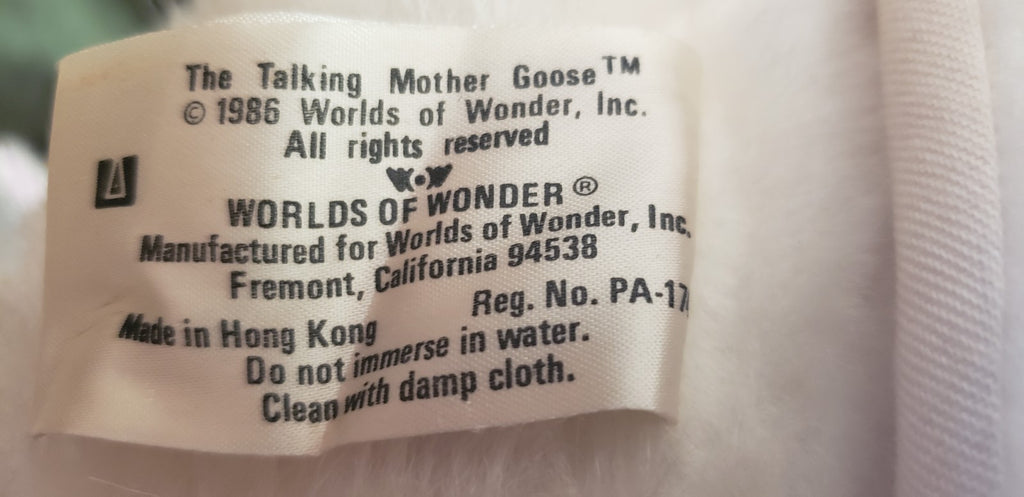 The Talking Mother Goose™
© 1986 Worlds of Wonder, Inc.
All rights reserved
WOW
WORLDS OF WONDER®
Manufactured for Worlds of Wonder, Inc.
Fremont, California 94538
Reg. No. PA-17
Made in Hong Kong
Do not immerse in water.
Clean with damp cloth.